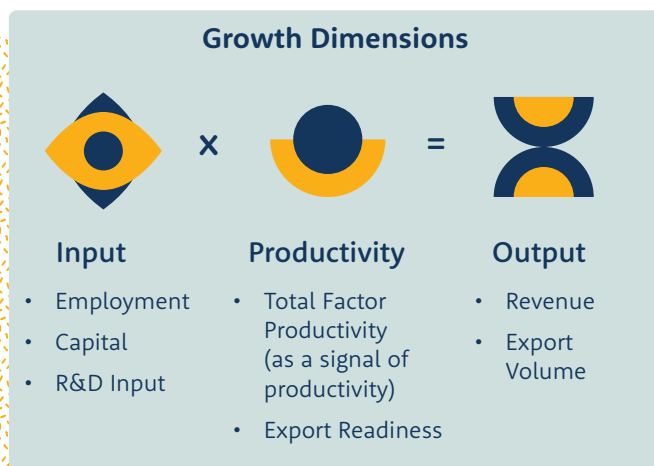 Growth Dimensions
x
=
Input
• Employment
• Capital
• R&D Input
Productivity
• Total Factor
Productivity
(as a signal of
productivity)
• Export Readiness
Output
• Revenue
• Export
Volume